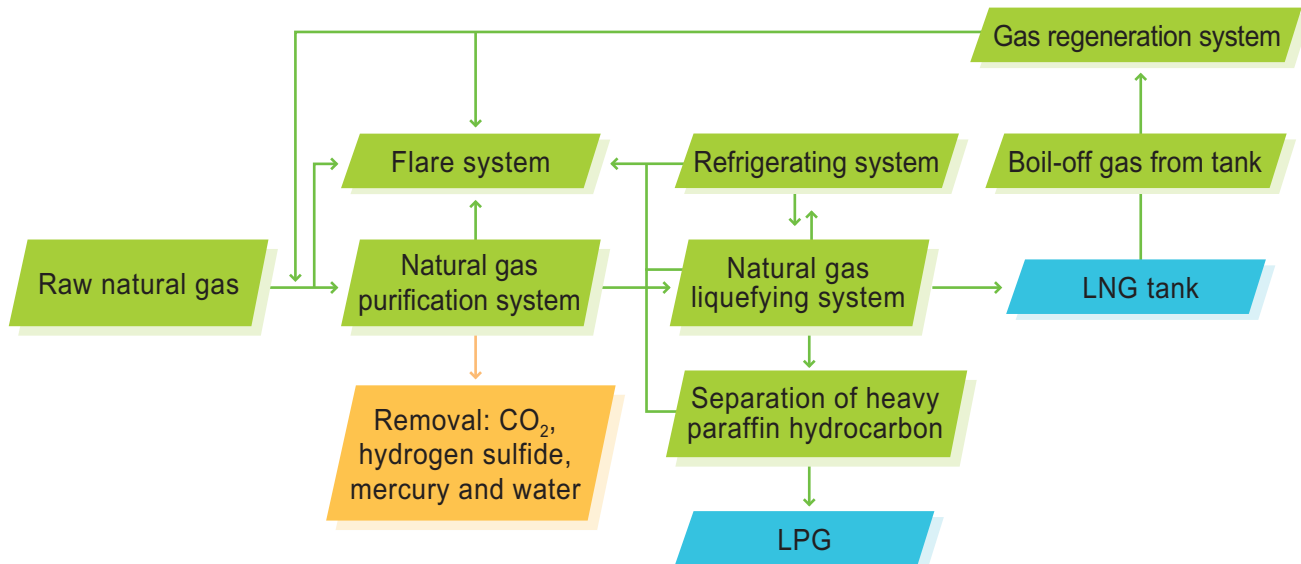 Gas regeneration system
Flare system
Refrigerating system
Boil-off gas from tank
Raw natural gas
Natural gas
purification system
Natural gas
liquefying system
LNG tank
Removal: CO₂,
hydrogen sulfide,
mercury and water
Separation of heavy
paraffin hydrocarbon
LPG